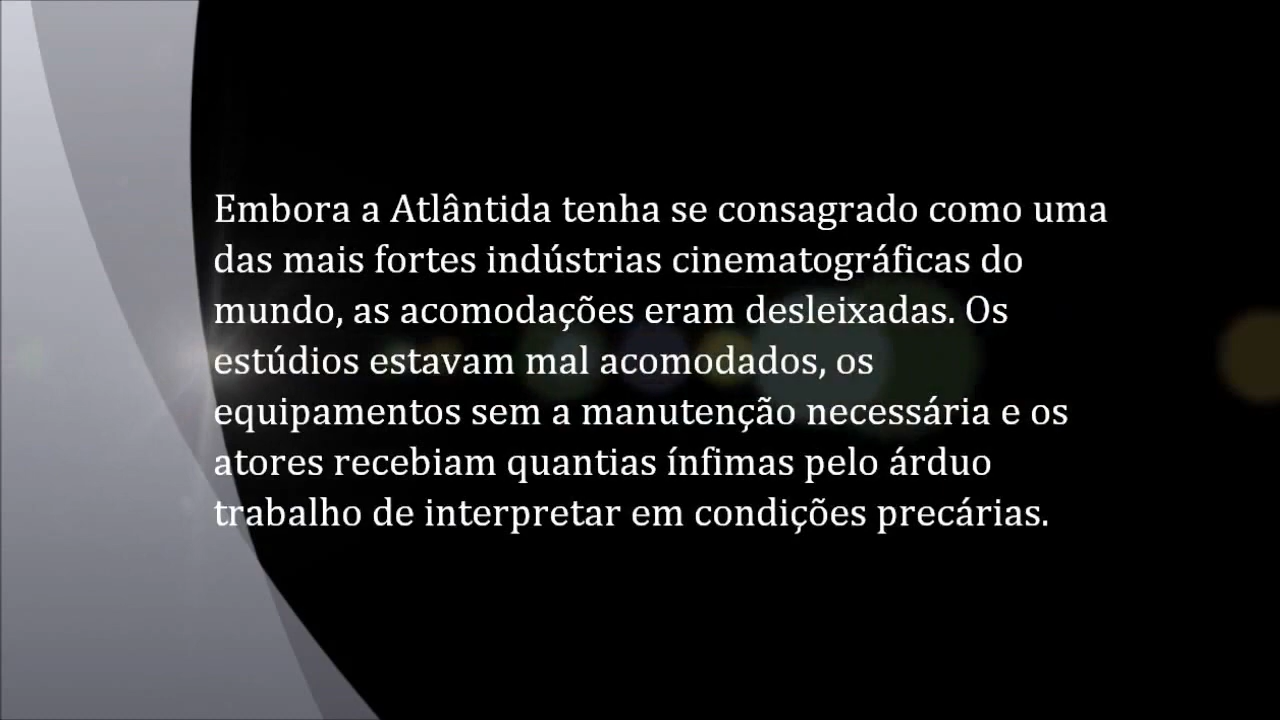 Embora a Atlântida tenha se consagrado como uma
das mais fortes indústrias cinematográficas do
mundo, as acomodações eram desleixadas. Os
estúdios estavam mal acomodados, os
equipamentos sem a manutenção necessária e os
atores recebiam quantias ínfimas pelo árduo
trabalho de interpretar em condições precárias.